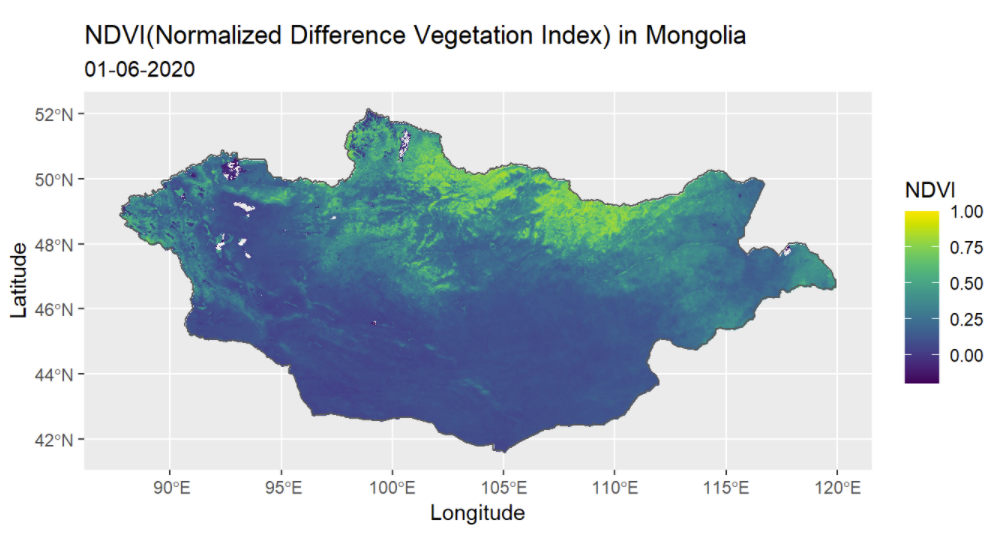 NDVI(Normalized Difference Vegetation Index) in Mongolia
01-06-2020
52°N
50°N
48°N
46°N
44°N
42°N
Latitude
90°E 95°E 100°E 105°E 110°E 115°E 120°E
Longitude
NDVI
1.00
0.75
0.50
0.25
0.00